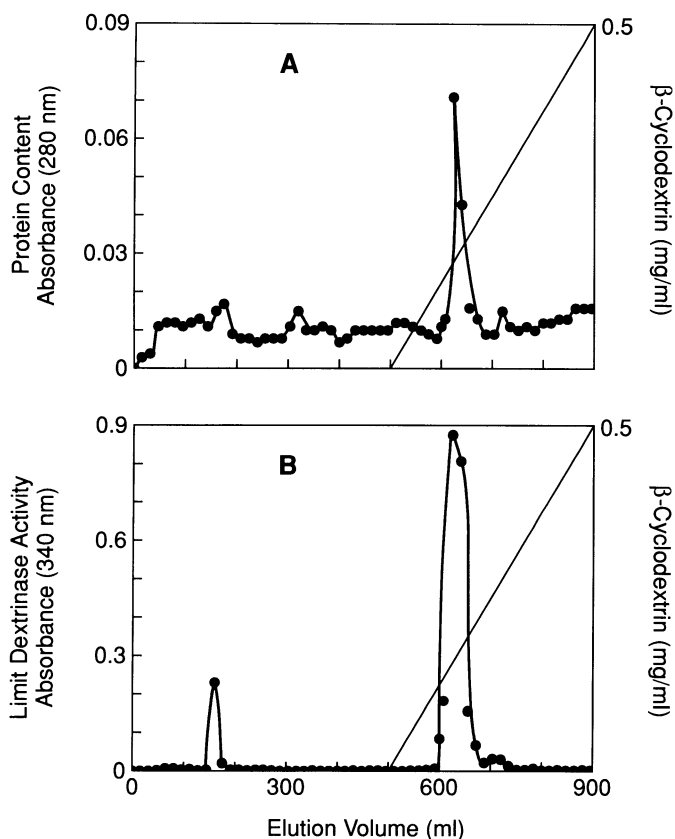 0.09
0.5
A
0.06
0.03
0
Protein Content
Absorbance (280 nm)
β-Cyclodextrin (mg/ml)
0.9
0.5
B
0.6
0.3
0
Limit Dextrinase Activity
Absorbance (340 nm)
β-Cyclodextrin (mg/ml)
0 300 600 900
Elution Volume (ml)